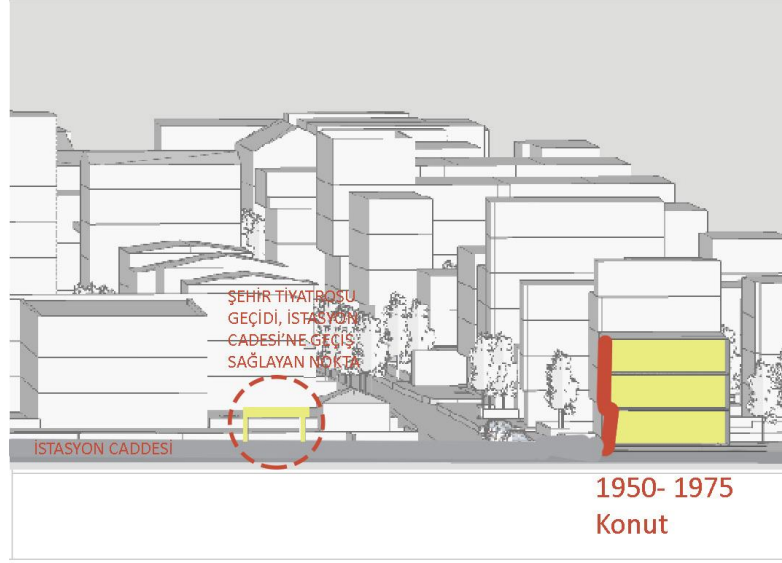 ŞEHİR TİYATROSU
GEÇİDİ, İSTASYON
CADESİ'NE GEÇİŞ
SAĞLAYAN NOKTA
İSTASYON CADDESİ
1950- 1975
Konut